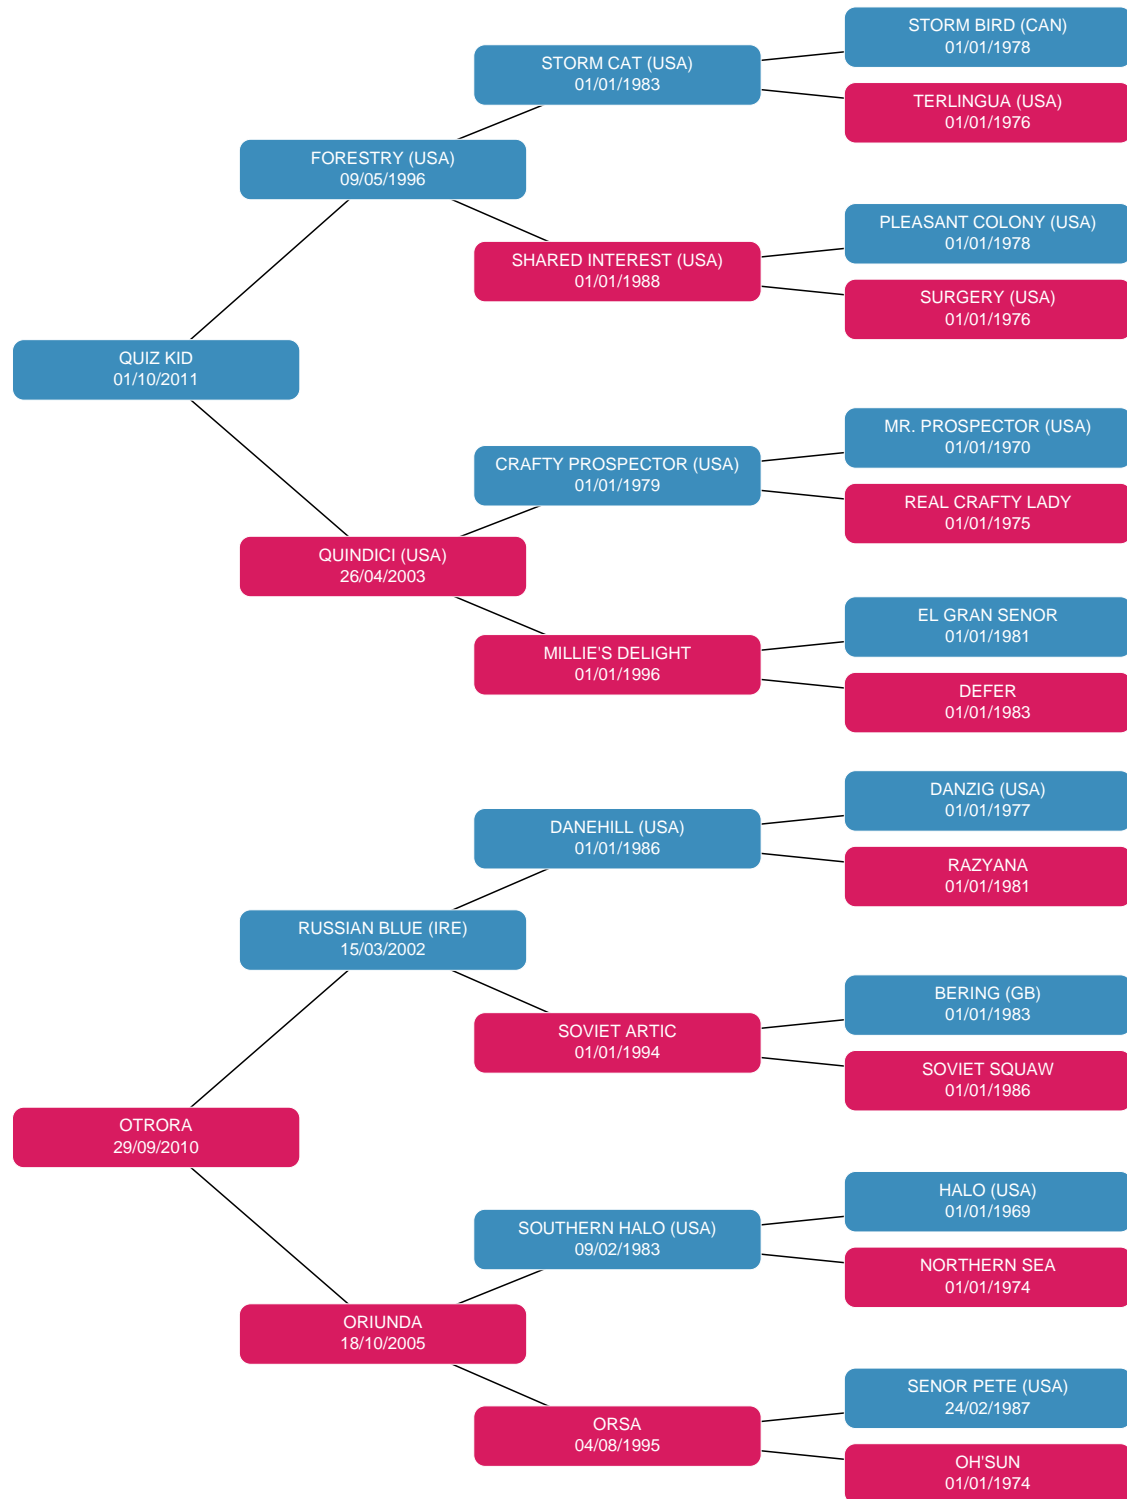 STORM BIRD (CAN)
01/01/1978
STORM CAT (USA)
01/01/1983
TERLINGUA (USA)
01/01/1976
FORESTRY (USA)
09/05/1996
PLEASANT COLONY (USA)
01/01/1978
SHARED INTEREST (USA)
01/01/1988
SURGERY (USA)
01/01/1976
QUIZ KID
01/10/2011
MR. PROSPECTOR (USA)
01/01/1970
CRAFTY PROSPECTOR (USA)
01/01/1979
REAL CRAFTY LADY
01/01/1975
QUINDICI (USA)
26/04/2003
EL GRAN SENOR
01/01/1981
MILLIE'S DELIGHT
01/01/1996
DEFER
01/01/1983
DANZIG (USA)
01/01/1977
DANEHILL (USA)
01/01/1986
RAZYANA
01/01/1981
RUSSIAN BLUE (IRE)
15/03/2002
BERING (GB)
01/01/1983
SOVIET ARTIC
01/01/1994
SOVIET SQUAW
01/01/1986
OTRORA
29/09/2010
HALO (USA)
01/01/1969
SOUTHERN HALO (USA)
09/02/1983
NORTHERN SEA
01/01/1974
ORIUNDA
18/10/2005
SENOR PETE (USA)
24/02/1987
ORSA
04/08/1995
OH'SUN
01/01/1974